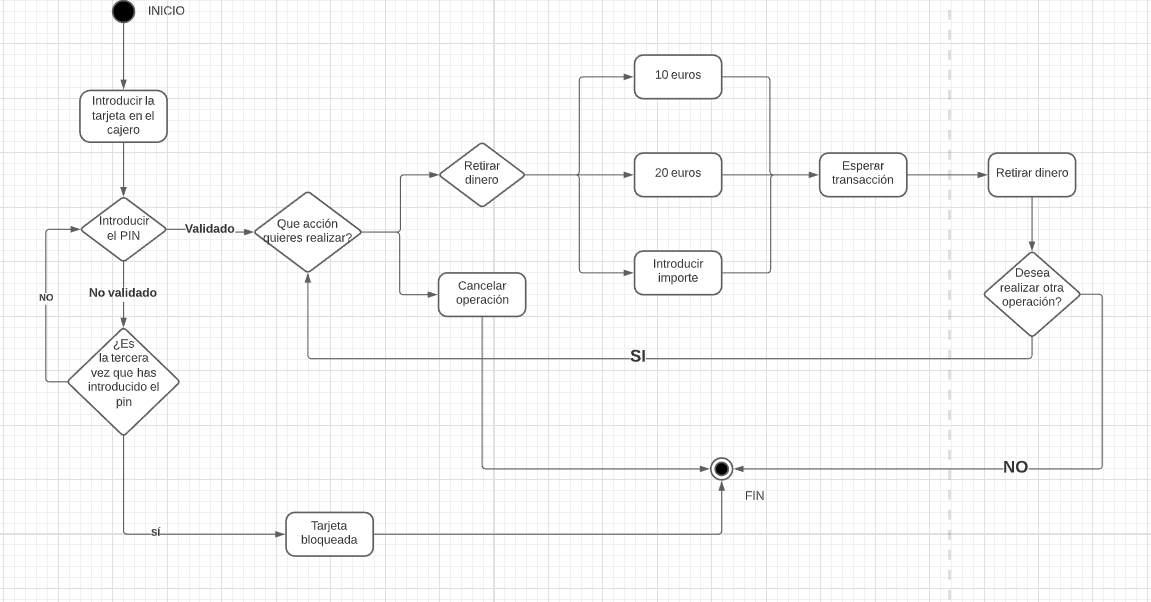 INICIO
Introducir la
tarjeta en el
cajero
Introducir
el PIN
Validado
No validado
NO
¿Es
la tercera
vez que has
introducido el
pin
sí
Tarjeta
bloqueada
Que acción
quieres realizar?
Retirar
dinero
Cancelar
operación
10 euros
20 euros
Introducir
importe
Esperar
transacción
Retirar dinero
Desea
realizar otra
operación?
SI
NO
FIN